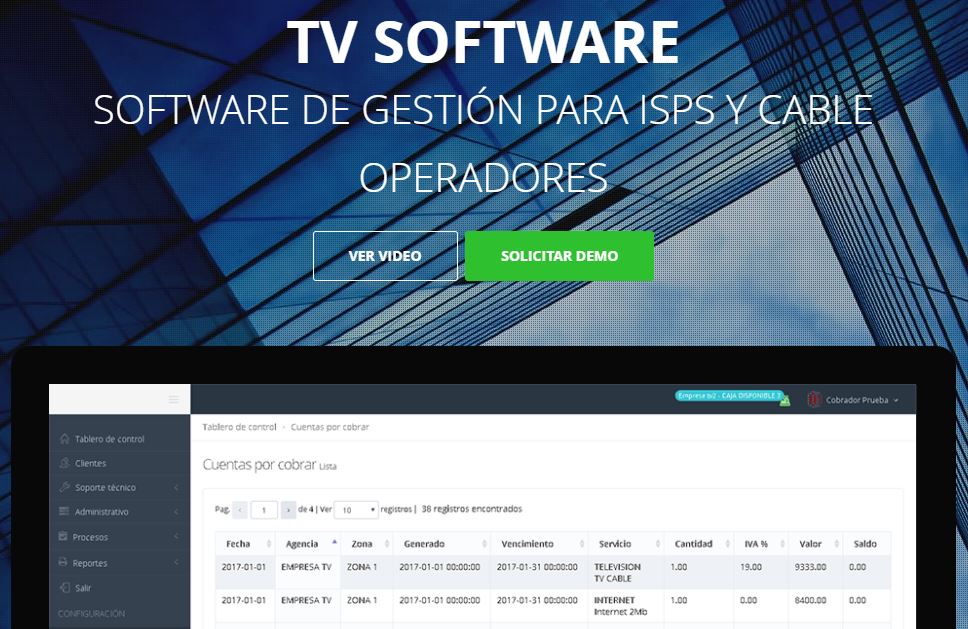 TV SOFTWARE
SOFTWARE DE GESTIÓN PARA ISPS Y CABLE
OPERADORES
VER VIDEO
SOLICITAR DEMO
Empresa tv2 - CAJA DISPONIBLE ?
Cobrador Prueba
Tablero de control
Clientes
Soporte técnico
Administrativo
Procesos
Reportes
Salir
CONFIGURACIÓN
Tablero de control - Cuentas por cobrar
Cuentas por cobrar Lista
Pag. < 1 > de 4 | Ver 10 registros | 38 registros encontrados
Fecha Agencia Zona Generado Vencimiento Servicio Cantidad IVA % Valor Saldo
2017-01-01 EMPRESA TV ZONA 1 2017-01-01 00:00:00 2017-01-31 00:00:00 TELEVISION 1.00 19.00 9333.00 0.00
TV CABLE
2017-01-01 EMPRESA TV ZONA 1 2017-01-01 00:00:00 2017-01-31 00:00:00 INTERNET 1.00 0.00 8400.00 0.00
Internet 2Mb